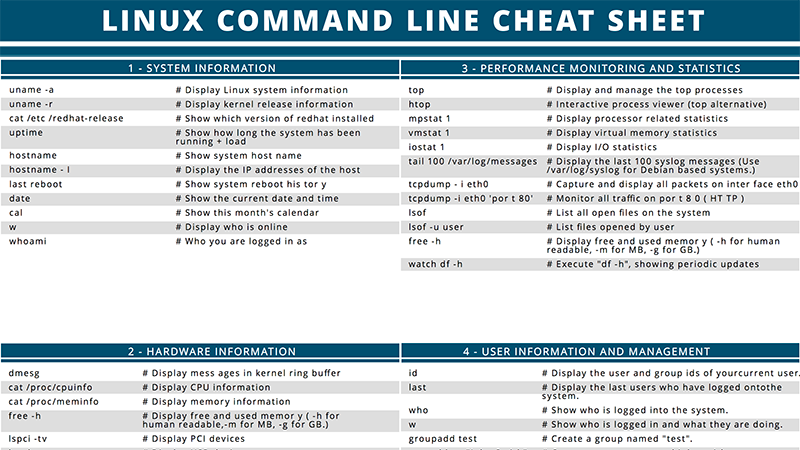 LINUX COMMAND LINE CHEAT SHEET
1 - SYSTEM INFORMATION
uname -a # Display Linux system information
uname -r # Display kernel release information
cat /etc /redhat-release # Show which version of redhat installed
uptime # Show how long the system has been
running + load
hostname # Show system host name
hostname - I # Display the IP addresses of the host
last reboot # Show system reboot his tor y
date # Show the current date and time
cal # Show this month's calendar
w # Display who is online
whoami # Who you are logged in as
2 - HARDWARE INFORMATION
dmesg # Display mess ages in kernel ring buffer
cat /proc/cpuinfo # Display CPU information
cat /proc/meminfo # Display memory information
free -h # Display free and used memor y ( -h for
human readable,-m for MB, -g for GB.)
lspci -tv # Display PCI devices
3 - PERFORMANCE MONITORING AND STATISTICS
top # Display and manage the top processes
htop # Interactive process viewer (top alternative)
mpstat 1 # Display processor related statistics
vmstat 1 # Display virtual memory statistics
iostat 1 # Display I/O statistics
tail 100 /var/log/messages # Display the last 100 syslog messages (Use
/var/log/syslog for Debian based systems.)
tcpdump - i eth0 # Capture and display all packets on inter face eth0
tcpdump -i eth0 'por t 80' # Monitor all traffic on por t 8 0 ( HT TP )
lsof # List all open files on the system
lsof -u user # List files opened by user
free -h # Display free and used memor y ( -h for human
readable, -m for MB, -g for GB.)
watch df -h # Execute "df -h", showing periodic updates
4 - USER INFORMATION AND MANAGEMENT
id # Display the user and group ids of yourcurrent user.
last # Display the last users who have logged ontothe
system.
who # Show who is logged into the system.
w # Show who is logged in and what they are doing.
groupadd test # Create a group named "test".